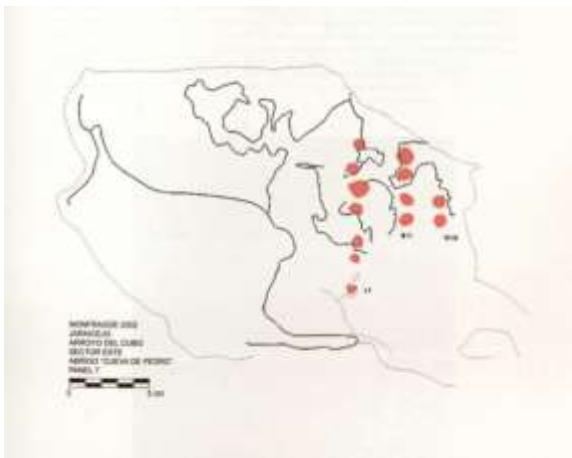 MONFRAGÜE 2002
JARAICEJO
ARROYO DEL CUBO
SECTOR ESTE
ABRIGO "CUEVA DE PEDRO"
PANEL 7
0 5 cm